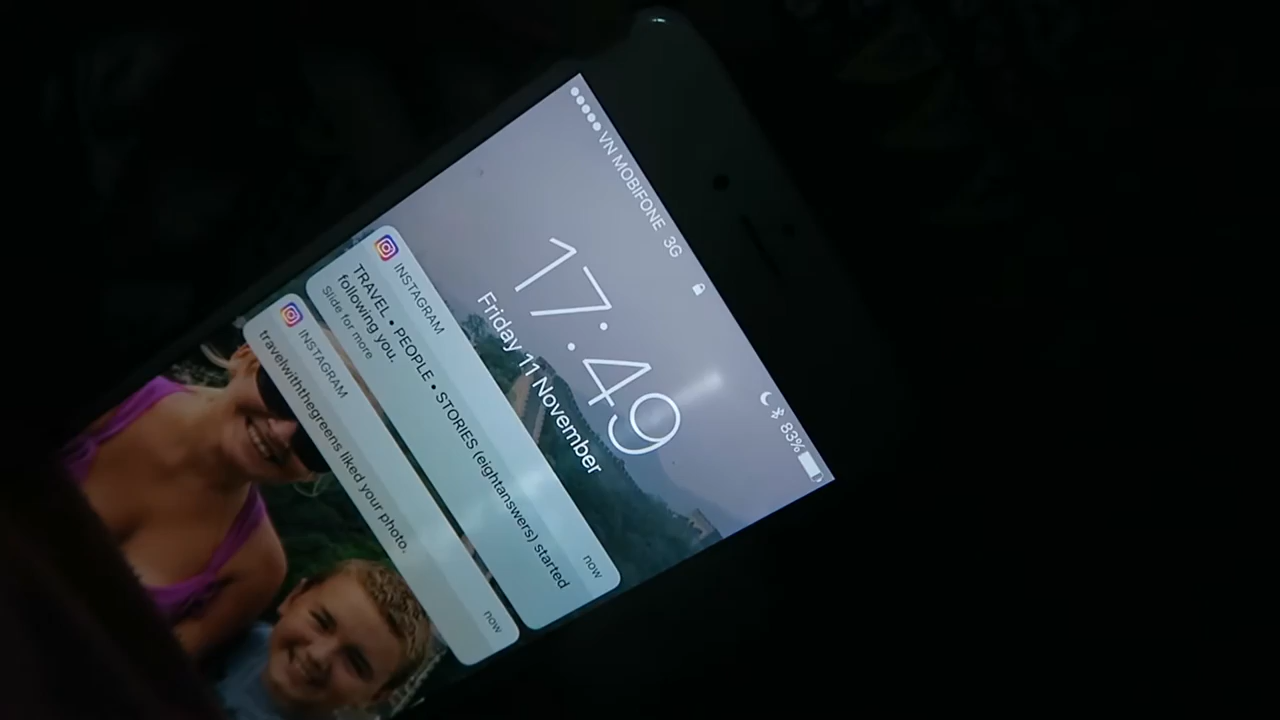 VN MOBIFONE 3G
83%
17:49
Friday 11 November
INSTAGRAM
now
TRAVEL • PEOPLE • STORIES (eightanswers) started
following you.
Slide for more
INSTAGRAM
now
travelwiththegreens liked your photo.